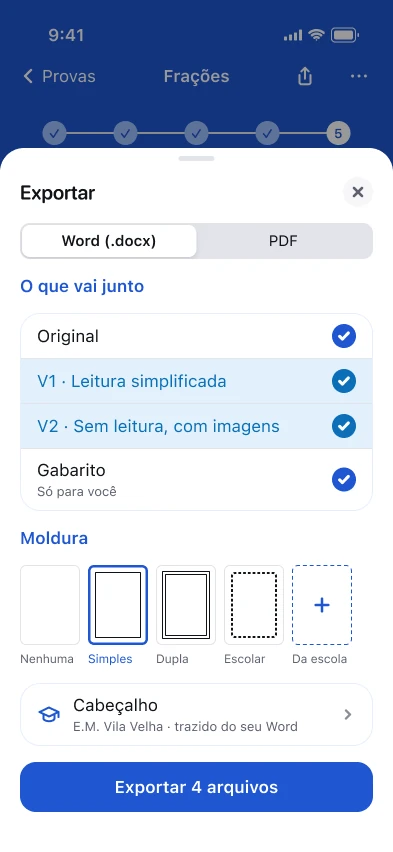 9:41
Provas
Frações
5
Exportar
Word (.docx)
PDF
O que vai junto
Original
V1 · Leitura simplificada
V2 · Sem leitura, com imagens
Gabarito
Só para você
Moldura
Nenhuma
Simples
Dupla
Escolar
Da escola
Cabeçalho
E.M. Vila Velha · trazido do seu Word
Exportar 4 arquivos